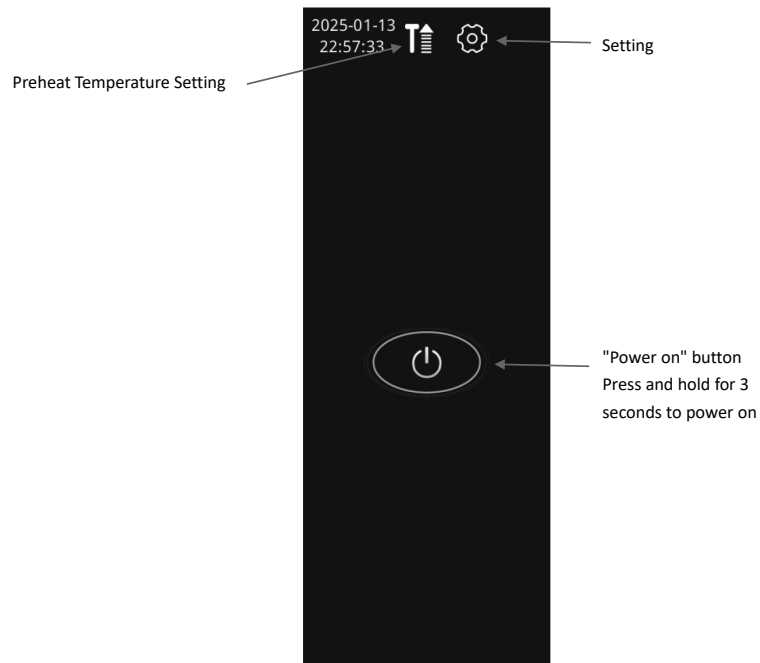 2025-01-13
22:57:33
Setting
Preheat Temperature Setting
"Power on" button
Press and hold for 3
seconds to power on